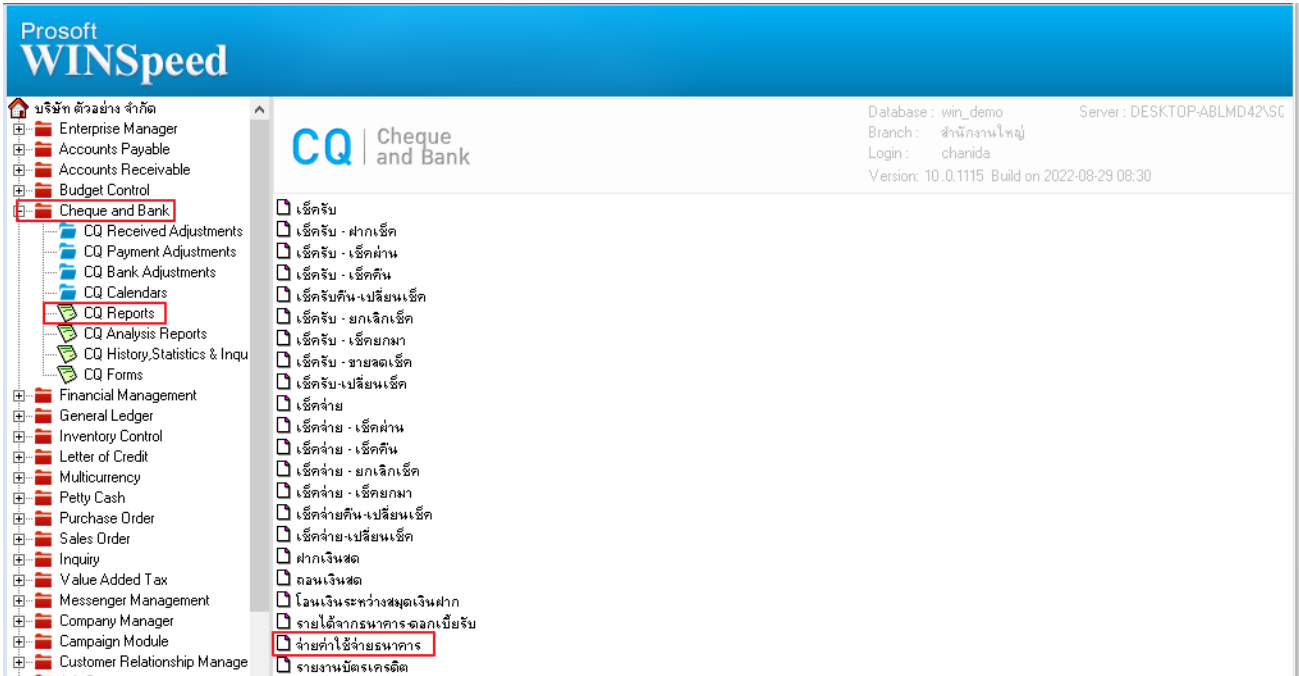 Prosoft
WINSpeed
บริษัท ตัวอย่าง จำกัด
Enterprise Manager
Accounts Payable
Accounts Receivable
Budget Control
Cheque and Bank
CQ Received Adjustments
CQ Payment Adjustments
CQ Bank Adjustments
CQ Calendars
CQ Reports
CQ Analysis Reports
CQ History,Statistics & Inqu
CQ Forms
Financial Management
General Ledger
Inventory Control
Letter of Credit
Multicurrency
Petty Cash
Purchase Order
Sales Order
Inquiry
Value Added Tax
Messenger Management
Company Manager
Campaign Module
Customer Relationship Manage
CQ Cheque and Bank
Database : win_demo Server : DESKTOP-ABLMD42\SQ
Branch : สำนักงานใหญ่
Login : chanida
Version: 10.0.1115 Build on 2022-08-29 08:30
เช็ครับ
เช็ครับ - ฝากเช็ค
เช็ครับ - เช็คผ่าน
เช็ครับ - เช็คคืน
เช็ครับคืน-เปลี่ยนเช็ค
เช็ครับ - ยกเลิกเช็ค
เช็ครับ - เช็คยกมา
เช็ครับ - ขายลดเช็ค
เช็ครับ-เปลี่ยนเช็ค
เช็คจ่าย
เช็คจ่าย - เช็คผ่าน
เช็คจ่าย - เช็คคืน
เช็คจ่าย - ยกเลิกเช็ค
เช็คจ่าย - เช็คยกมา
เช็คจ่ายคืน-เปลี่ยนเช็ค
เช็คจ่าย-เปลี่ยนเช็ค
ฝากเงินสด
ถอนเงินสด
โอนเงินระหว่างสมุดเงินฝาก
รายได้จากธนาคาร-ดอกเบี้ยรับ
จ่ายค่าใช้จ่ายธนาคาร
รายงานบัตรเครดิต